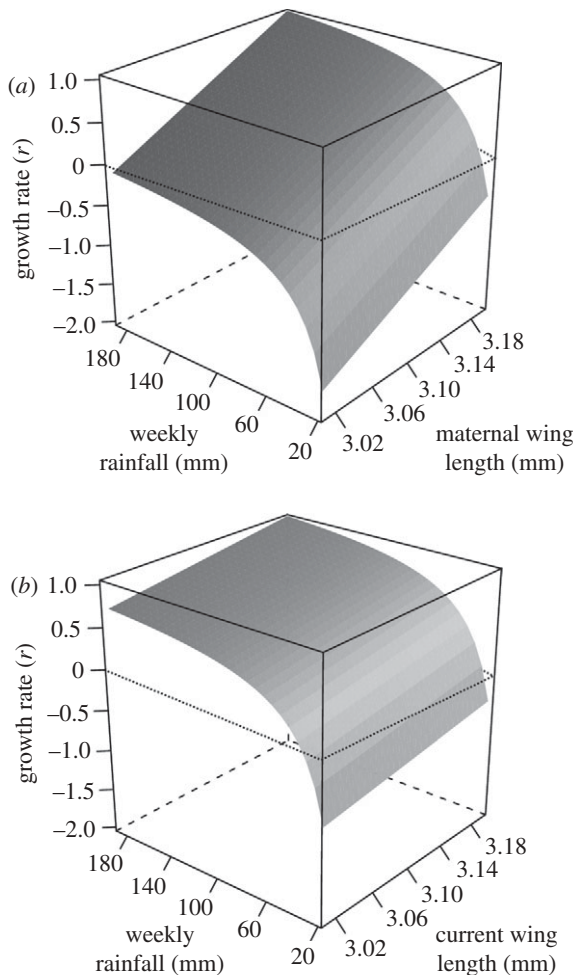 (a)
growth rate (r)
1.0
0.5
0
–0.5
–1.0
–1.5
–2.0
180
140
100
60
20
weekly
rainfall (mm)
3.02
3.06
3.10
3.14
3.18
maternal wing
length (mm)
(b)
growth rate (r)
1.0
0.5
0
–0.5
–1.0
–1.5
–2.0
180
140
100
60
20
weekly
rainfall (mm)
3.02
3.06
3.10
3.14
3.18
current wing
length (mm)